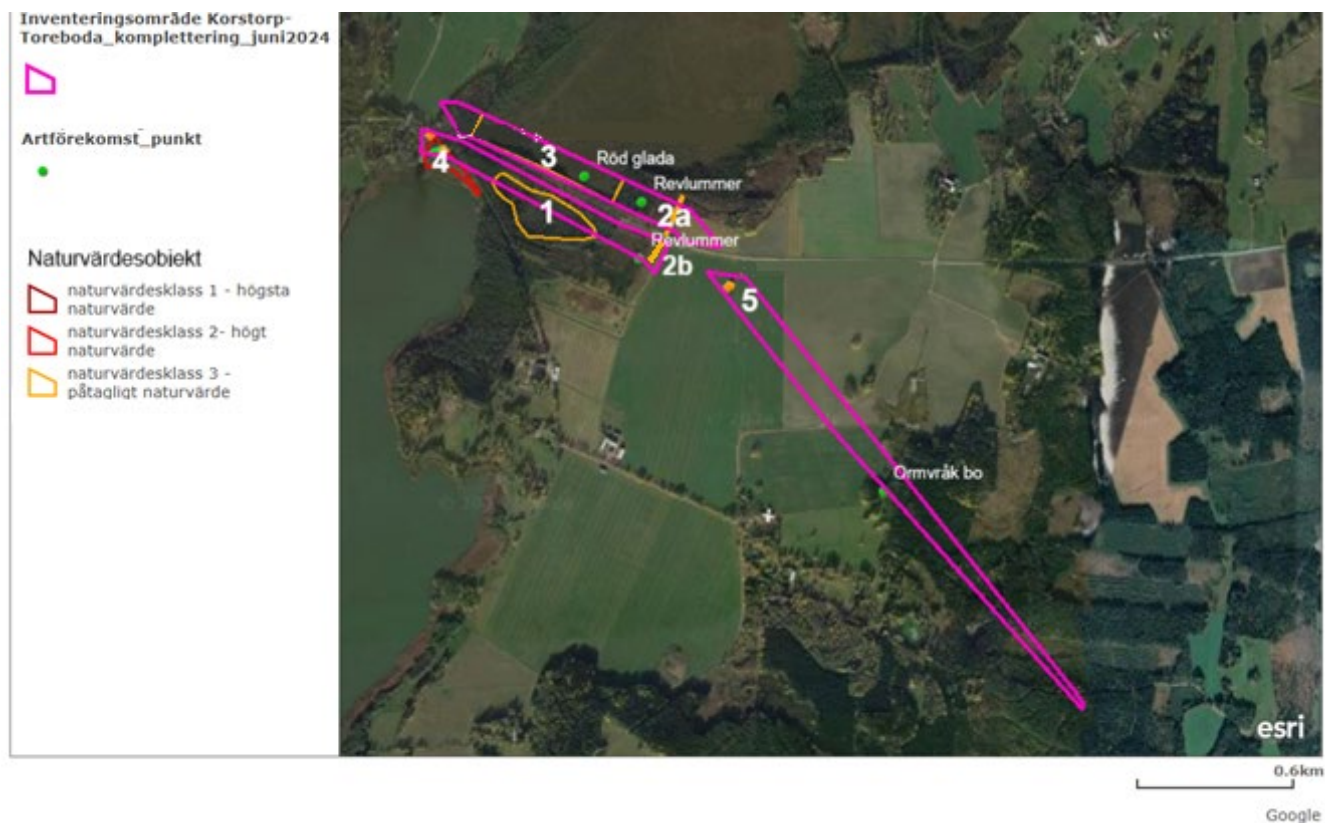 Inventeringsområde Korstorp-
Toreboda_komplettering_juni2024
Artförekomst_punkt
Naturvärdesobjekt
naturvärdesklass 1 - högsta
naturvärde
naturvärdesklass 2- högt
naturvärde
naturvärdesklass 3 -
påtagligt naturvärde
3
Röd glada
4
Revlummer
1
2a
Revlummer
2b
5
Ormvråk bo
esri
0.6km
Google